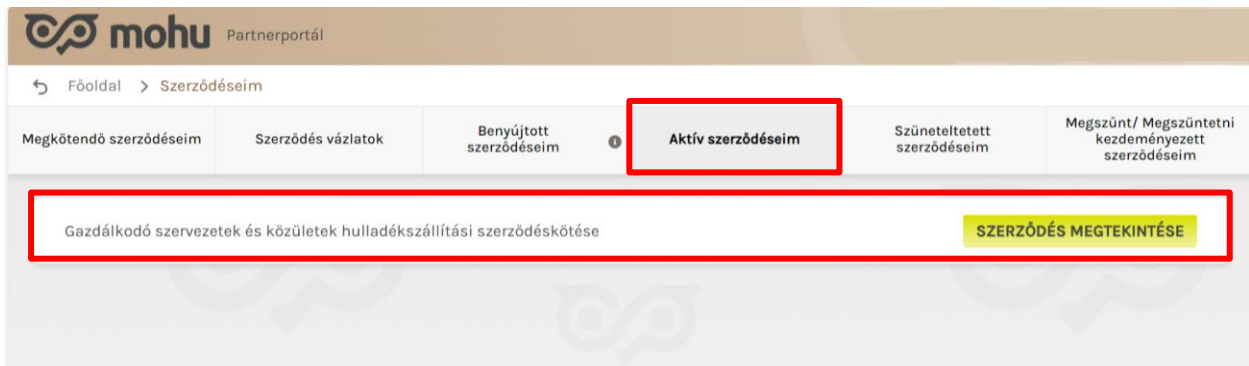 mohu Partnerportál
Főoldal > Szerződéseim
Megkötendő szerződéseim
Szerződés vázlatok
Benyújtott
szerződéseim
Aktív szerződéseim
Szüneteltetett
szerződéseim
Megszűnt/ Megszüntetni
kezdeményezett
szerződéseim
Gazdálkodó szervezetek és közületek hulladékszállítási szerződéskötése
SZERZŐDÉS MEGTEKINTÉSE